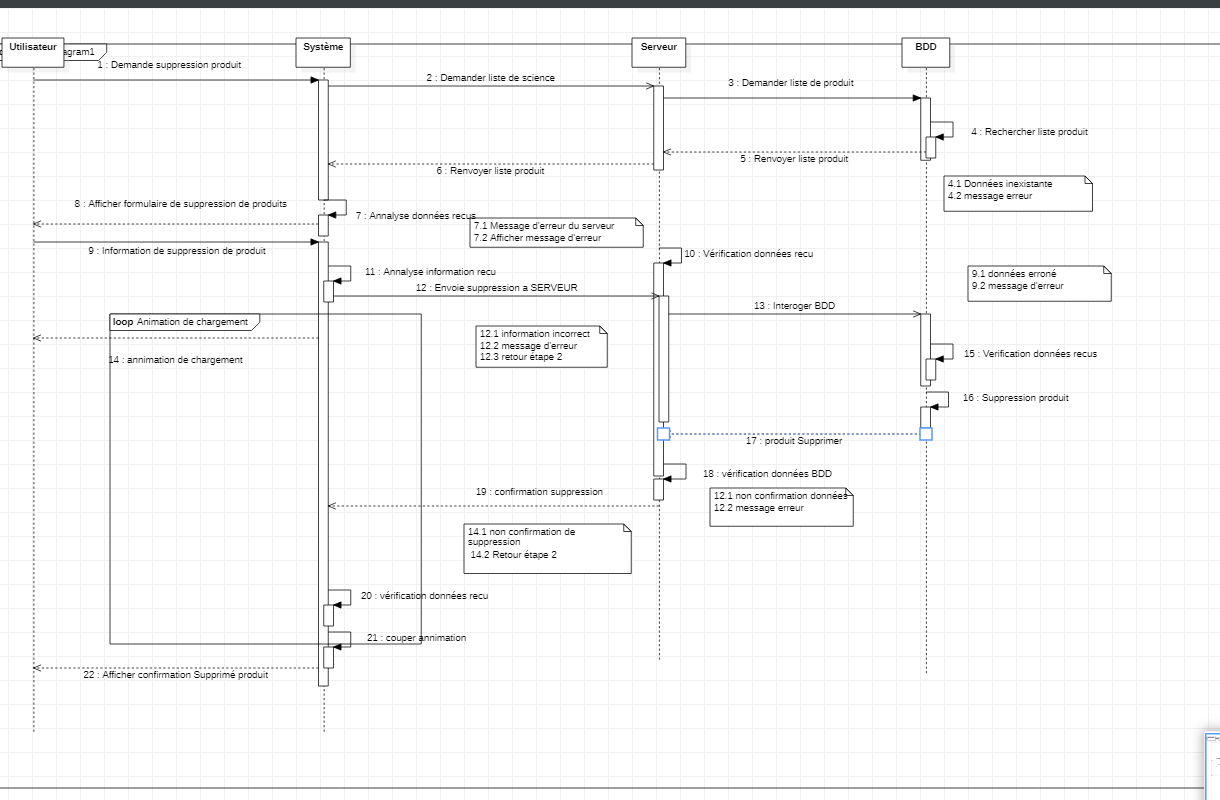 Utilisateur
Système
Serveur
BDD
agram1
1 : Demande suppression produit
2 : Demander liste de science
3 : Demander liste de produit
4 : Rechercher liste produit
5 : Renvoyer liste produit
6 : Renvoyer liste produit
4.1 Données inexistante
4.2 message erreur
8 : Afficher formulaire de suppression de produits
7 : Annalyse données recus
7.1 Message d'erreur du serveur
7.2 Afficher message d'erreur
9 : Information de suppression de produit
10 : Vérification données recu
11 : Annalyse information recu
9.1 données erroné
9.2 message d'erreur
12 : Envoie suppression a SERVEUR
13 : Interoger BDD
loop Animation de chargement
12.1 information incorrect
12.2 message d'erreur
12.3 retour étape 2
14 : annimation de chargement
15 : Verification données recus
16 : Suppression produit
17 : produit Supprimer
18 : vérification données BDD
19 : confirmation suppression
12.1 non confirmation données
12.2 message erreur
14.1 non confirmation de
suppression
14.2 Retour étape 2
20 : vérification données recu
21 : couper annimation
22 : Afficher confirmation Supprimé produit